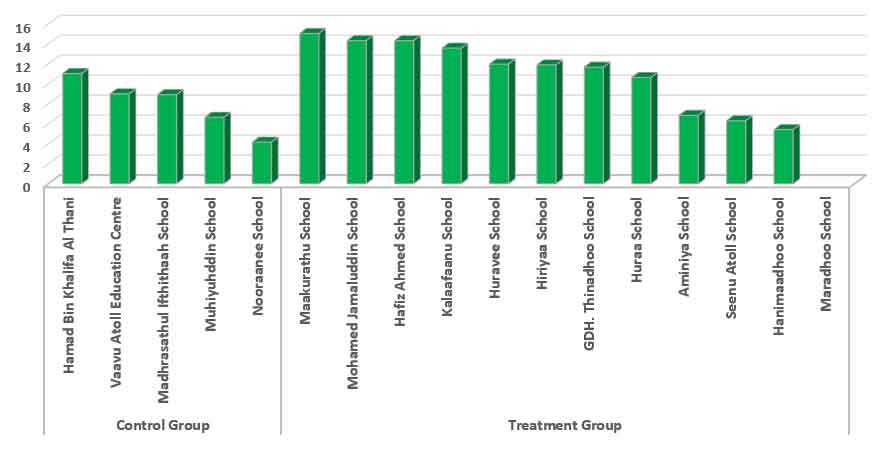 16
14
12
10
8
6
4
2
0
Hamad Bin Khalifa Al Thani
Vaavu Atoll Education Centre
Madhrasathul Ifthithaah School
Muhiyuhddin School
Nooraanee School
Maakurathu School
Mohamed Jamaluddin School
Hafiz Ahmed School
Kalaafaanu School
Huravee School
Hiriyaa School
GDH. Thinadhoo School
Huraa School
Aminiya School
Seenu Atoll School
Hanimaadhoo School
Maradhoo School
Control Group
Treatment Group